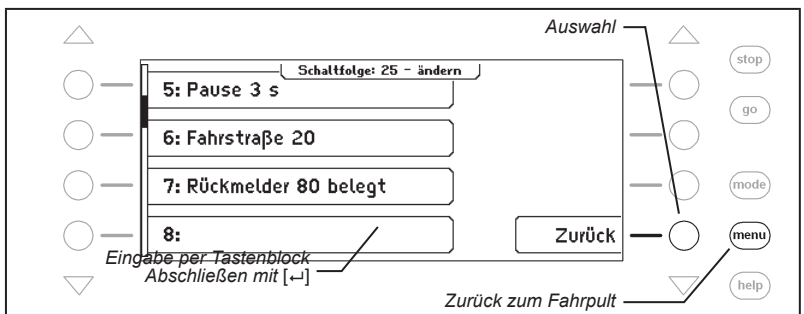 Auswahl
stop
Schaltfolge: 25 - ändern
5: Pause 3 s
go
6: Fahrstraße 20
7: Rückmelder 80 belegt
mode
8:
Zurück
menu
Eingabe per Tastenblock
Abschließen mit [↵]
help
Zurück zum Fahrpult